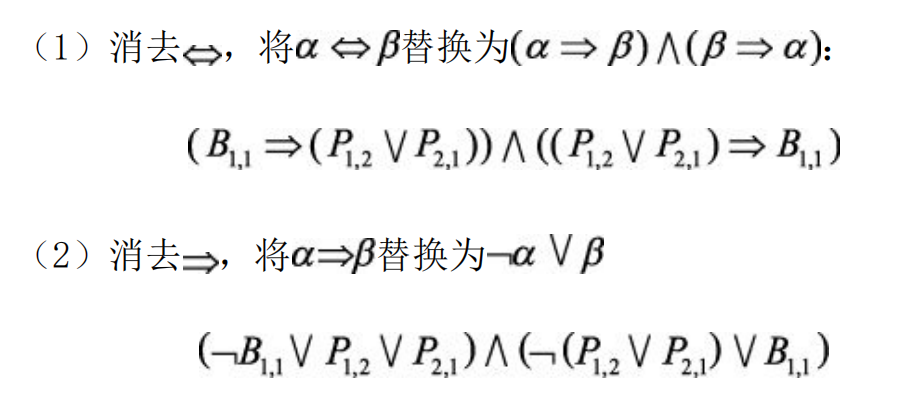 （1）消去⇔，将α ⇔ β替换为(α ⇒ β)∧(β ⇒ α)：
(B₁,₁ ⇒(P₁,₂ ∨ P₂,₁))∧((P₁,₂ ∨ P₂,₁)⇒ B₁,₁)
（2）消去⇒，将α⇒β替换为¬α ∨ β
(¬B₁,₁∨ P₁,₂ ∨ P₂,₁)∧(¬(P₁,₂∨ P₂,₁)∨ B₁,₁)